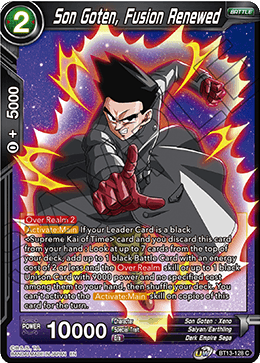 2
Son Goten, Fusion Renewed
BATTLE
+ 5000
Over Realm 2
Activate:Main If your Leader Card is a black
<Supreme Kai of Time> card and you discard this
card from your hand: Look at up to 7 cards from the top of
your deck, add up to 1 black Battle Card with an energy
cost of 2 or less and the Over Realm skill or up to 1 black
Unison Card with 7000 power and no specified cost
among them to your hand, then shuffle your deck. You
can't activate the Activate:Main skill on copies of this
card for the turn.
POWER
10000
Character
Special Trait
Era
Son Goten : Xeno
Saiyan/Earthling
Dark Empire Saga
BT13-128 C